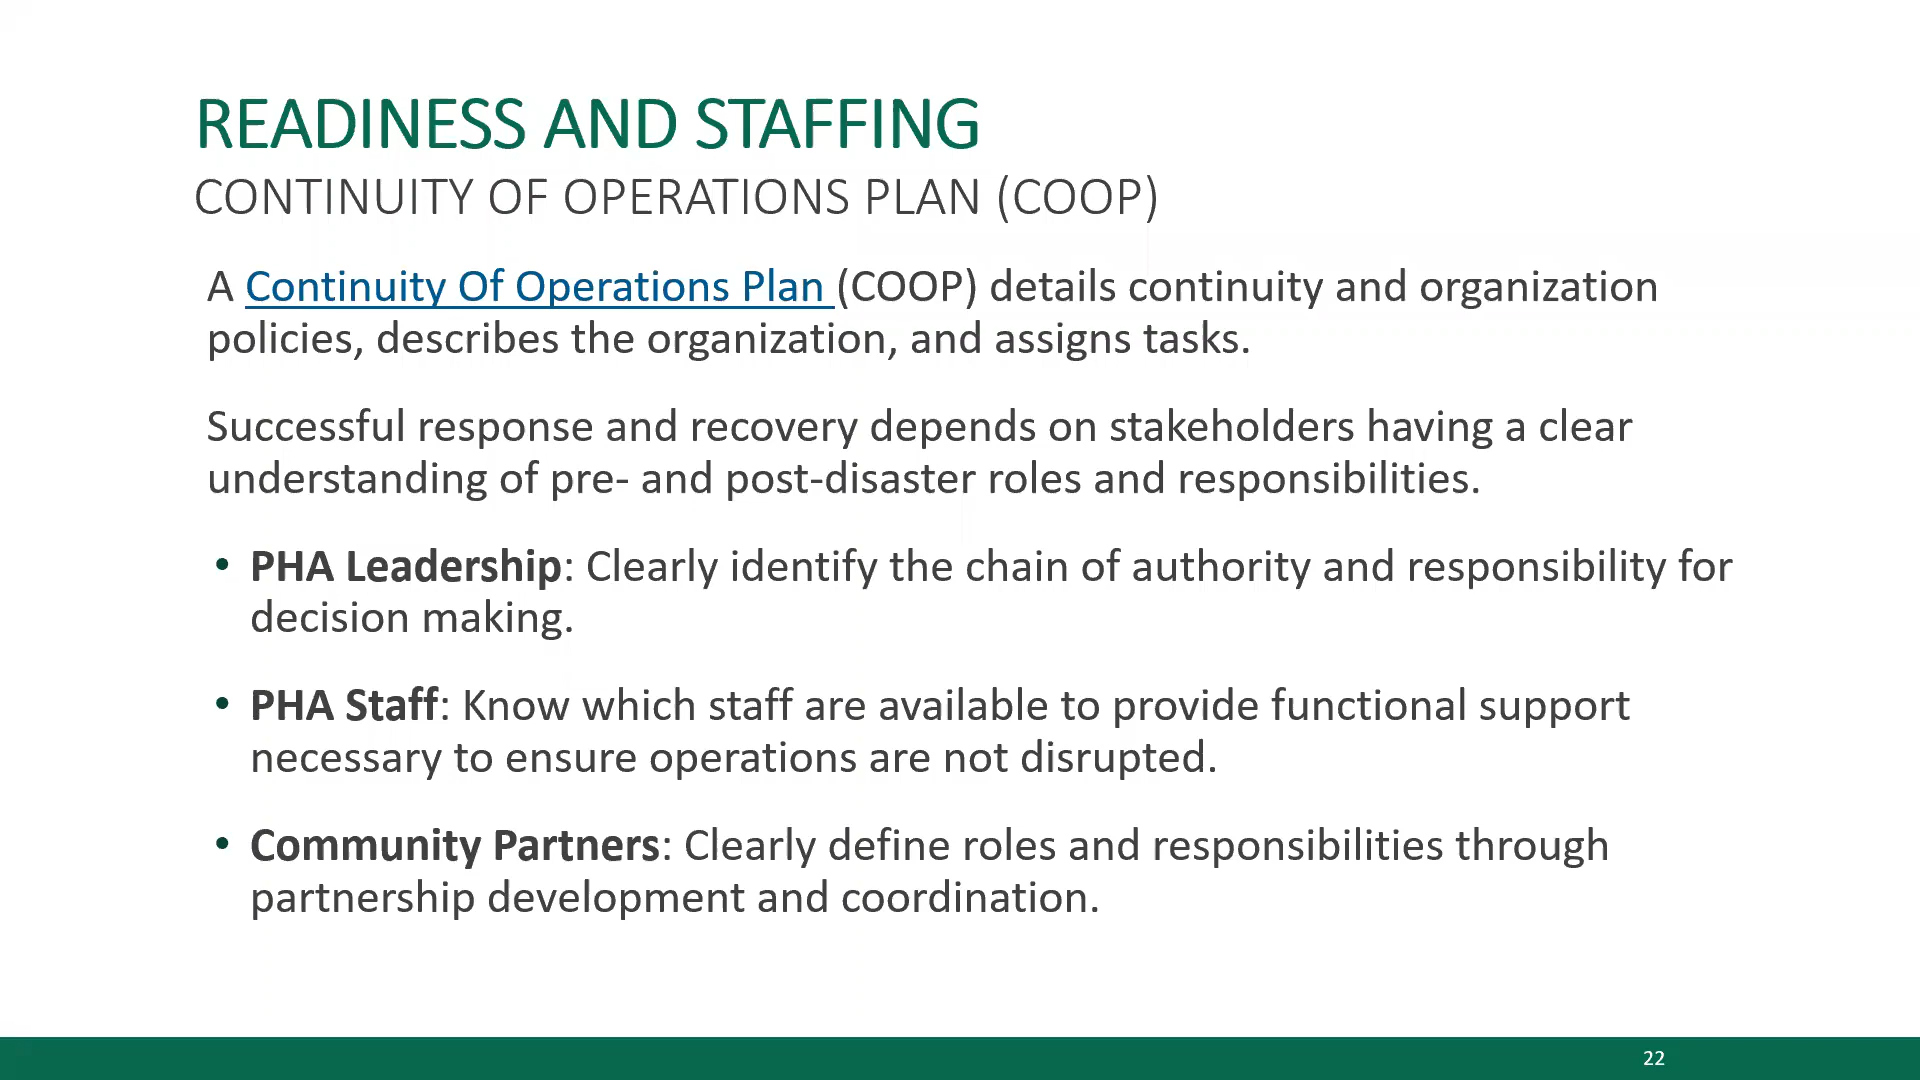 READINESS AND STAFFING
CONTINUITY OF OPERATIONS PLAN (COOP)
A Continuity Of Operations Plan (COOP) details continuity and organization
policies, describes the organization, and assigns tasks.
Successful response and recovery depends on stakeholders having a clear
understanding of pre- and post-disaster roles and responsibilities.
• PHA Leadership: Clearly identify the chain of authority and responsibility for
decision making.
• PHA Staff: Know which staff are available to provide functional support
necessary to ensure operations are not disrupted.
• Community Partners: Clearly define roles and responsibilities through
partnership development and coordination.
22